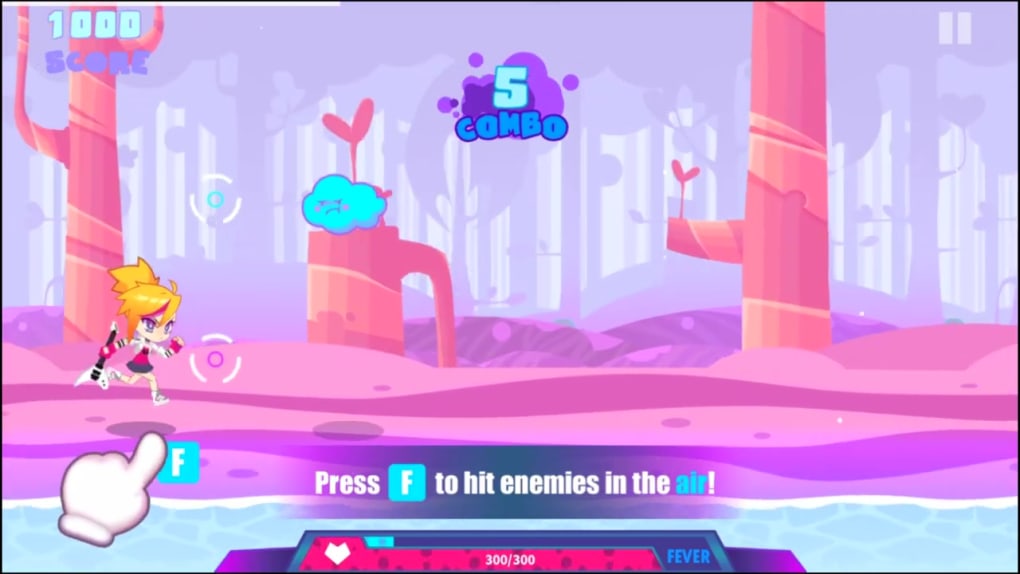 1000
SCORE
5
COMBO
F
Press F to hit enemies in the air!
300/300
FEVER